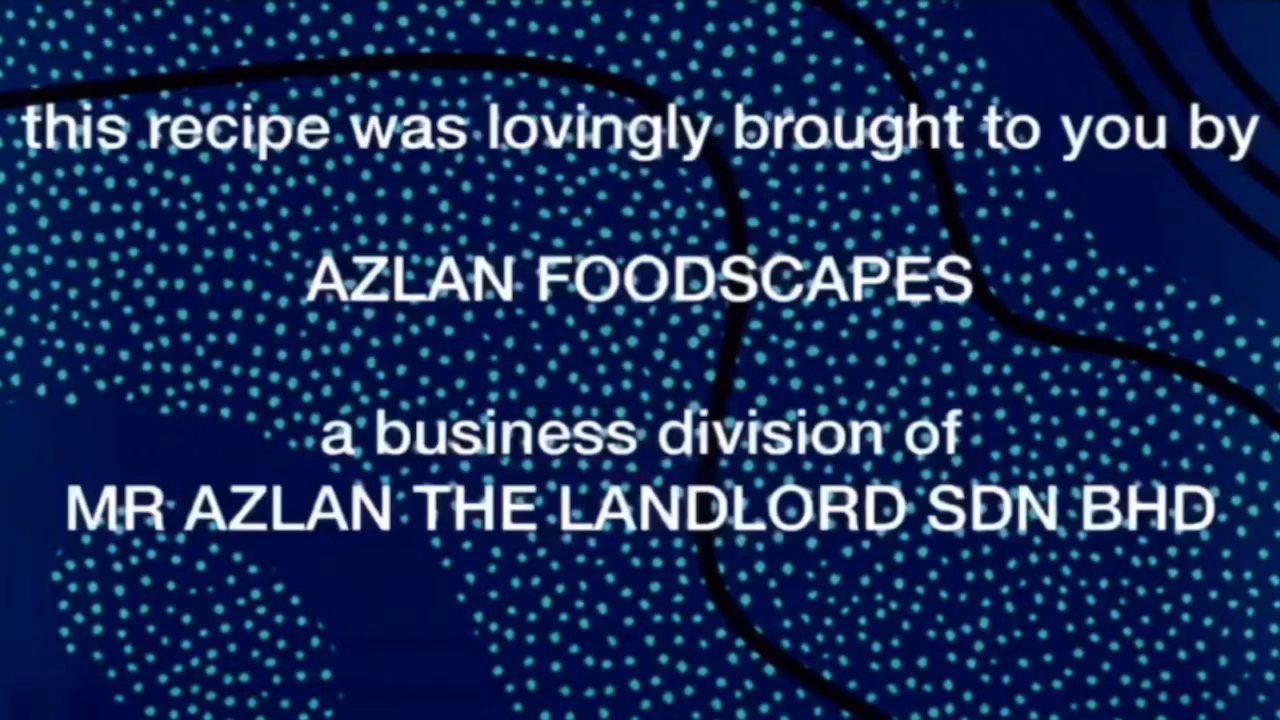 this recipe was lovingly brought to you by
AZLAN FOODSCAPES
a business division of
MR AZLAN THE LANDLORD SDN BHD